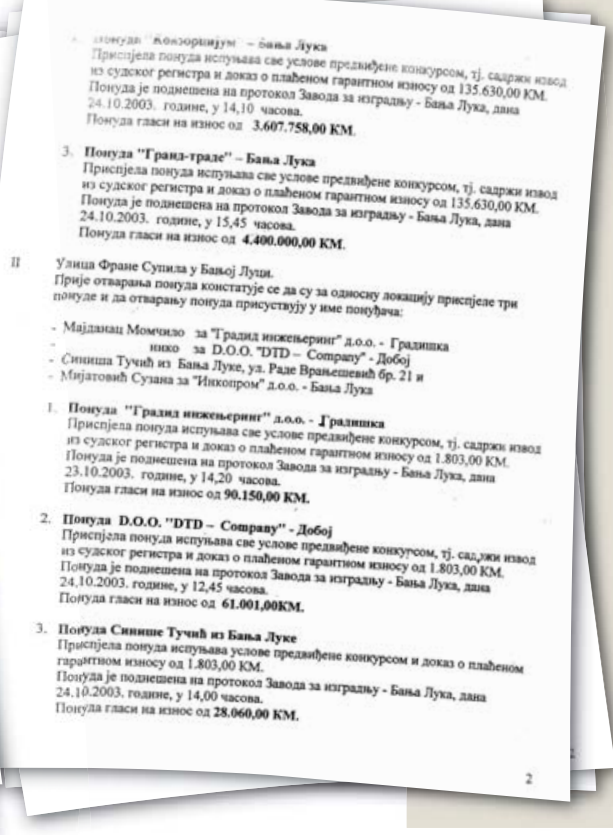 Понуда "Конзорцијум – Бања Лука
Приспјела понуда испуњава све услове предвиђене конкурсом, тј. садржи извод
из судског регистра и доказ о плаћеном гарантном износу од 135.630,00 КМ.
Понуда је поднешена на протокол Завода за изградњу - Бања Лука, дана
24.10.2003. године, у 14,10 часова.
Понуда гласи на износ од 3.607.758,00 КМ.
3. Понуда "Гранд-траде" – Бања Лука
Приспјела понуда испуњава све услове предвиђене конкурсом, тј. садржи извод
из судског регистра и доказ о плаћеном гарантном износу од 135.630,00 КМ.
Понуда је поднешена на протокол Завода за изградњу - Бања Лука, дана
24.10.2003. године, у 15,45 часова.
Понуда гласи на износ од 4.400.000,00 КМ.
II Улица Фране Супила у Бањој Луци.
Прије отварања понуда констатује се да су за односну локацију приспјеле три
понуде и да отварању понуда присуствују у име понуђача:
- Мајданац Момчило за "Градид инжењеринг" д.о.о. - Градишка
- нико за D.O.O. "DTD – Company" - Добој
- Синиша Тучић из Бања Луке, ул. Раде Врањешевић бр. 21 и
- Мијатовић Сузана за "Инкопром" д.о.о. - Бања Лука
1. Понуда "Градид инжењеринг" д.о.о. - Градишка
Приспјела понуда испуњава све услове предвиђене конкурсом, тј. садржи извод
из судског регистра и доказ о плаћеном гарантном износу од 1.803,00 КМ.
Понуда је поднешена на протокол Завода за изградњу - Бања Лука, дана
23.10.2003. године, у 14,20 часова.
Понуда гласи на износ од 90.150,00 КМ.
2. Понуда D.O.O. "DTD – Company" - Добој
Приспјела понуда испуњава све услове предвиђене конкурсом, тј. садржи извод
из судског регистра и доказ о плаћеном гарантном износу од 1.803,00 КМ.
Понуда је поднешена на протокол Завода за изградњу - Бања Лука, дана
24.10.2003. године, у 12,45 часова.
Понуда гласи на износ од 61.001,00КМ.
3. Понуда Синише Тучић из Бања Луке
Приспјела понуда испуњава услове предвиђене конкурсом и доказ о плаћеном
гарантном износу од 1.803,00 КМ.
Понуда је поднешена на протокол Завода за изградњу - Бања Лука, дана
24.10.2003. године, у 14,00 часова.
Понуда гласи на износ од 28.060,00 КМ.
2